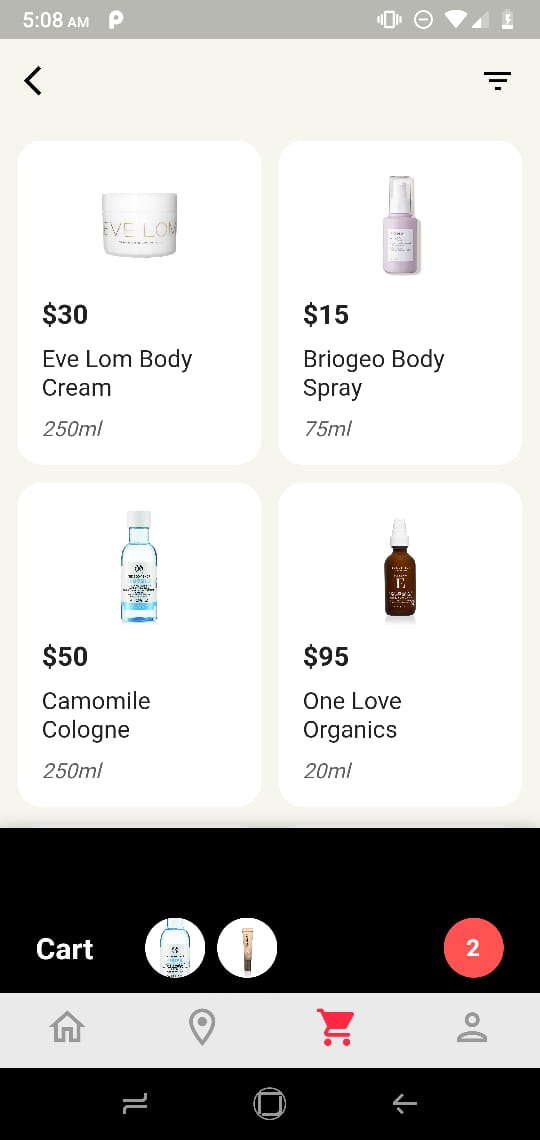 5:08 AM
$30
Eve Lom Body
Cream
250ml
$15
Briogeo Body
Spray
75ml
EVE LOM
$50
Camomile
Cologne
250ml
$95
One Love
Organics
20ml
E
Cart
2